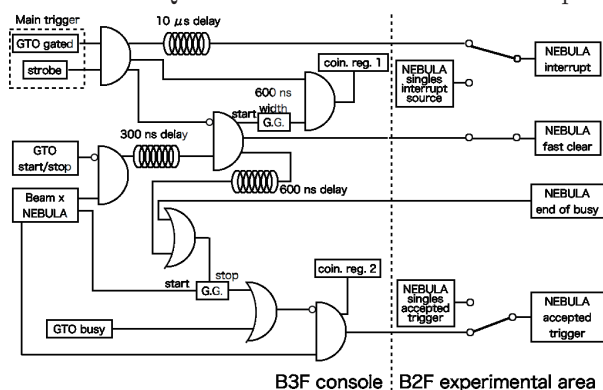 Main trigger
10 μs delay
GTO gated
strobe
coin. reg. 1
NEBULA
interrupt
NEBULA
singles
interrupt
source
600 ns
width
start
G.G.
300 ns delay
GTO
start/stop
NEBULA
fast clear
600 ns delay
Beam x
NEBULA
NEBULA
end of busy
coin. reg. 2
stop
start
G.G.
NEBULA
singles
accepted
trigger
NEBULA
accepted
trigger
GTO busy
B3F console
B2F experimental area